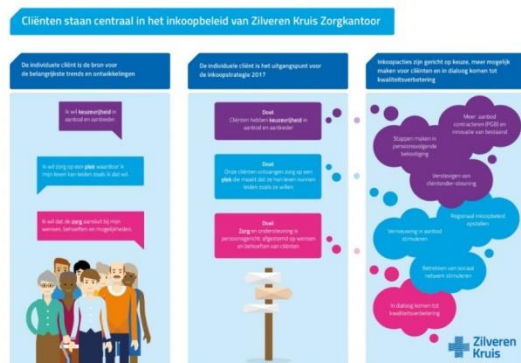 Cliënten staan centraal in het inkoopbeleid van Zilveren Kruis Zorgkantoor
De individuele cliënt is de bron voor
de belangrijkste trends en ontwikkelingen
Ik wil keuzevrijheid in
aanbod en aanbieder
Ik wil zorg op een plek waardoor ik
mijn leven kan leiden zoals ik dat wil.
Ik wil dat de zorg aansluit bij mijn
wensen, behoeften en mogelijkheden.
De individuele cliënt is het uitgangspunt voor
de inkoopstrategie 2017
Doel
Cliënten hebben keuzevrijheid in
aanbod en aanbieder
Doel
Onze cliënten ontvangen zorg op een
plek die maakt dat ze hun leven kunnen
leiden zoals ze willen
Doel
Zorg en ondersteuning is
persoonsgericht: afgestemd op wensen
en behoeften van cliënten
Inkoopacties zijn gericht op keuze, meer mogelijk
maken voor cliënten en in dialoog komen tot
kwaliteitsverbetering
Meer aanbod
contracteren (PGB) en
innovatie van bestaand
Stappen maken in
persoonsvolgende
bekostiging
Verstevigen van
cliëntondersteuning
Regionaal inkoopbeleid
opstellen
Vernieuwing in aanbod
stimuleren
Betrekken van sociaal
netwerk stimuleren
In dialoog komen tot
kwaliteitsverbetering
Zilveren
Kruis